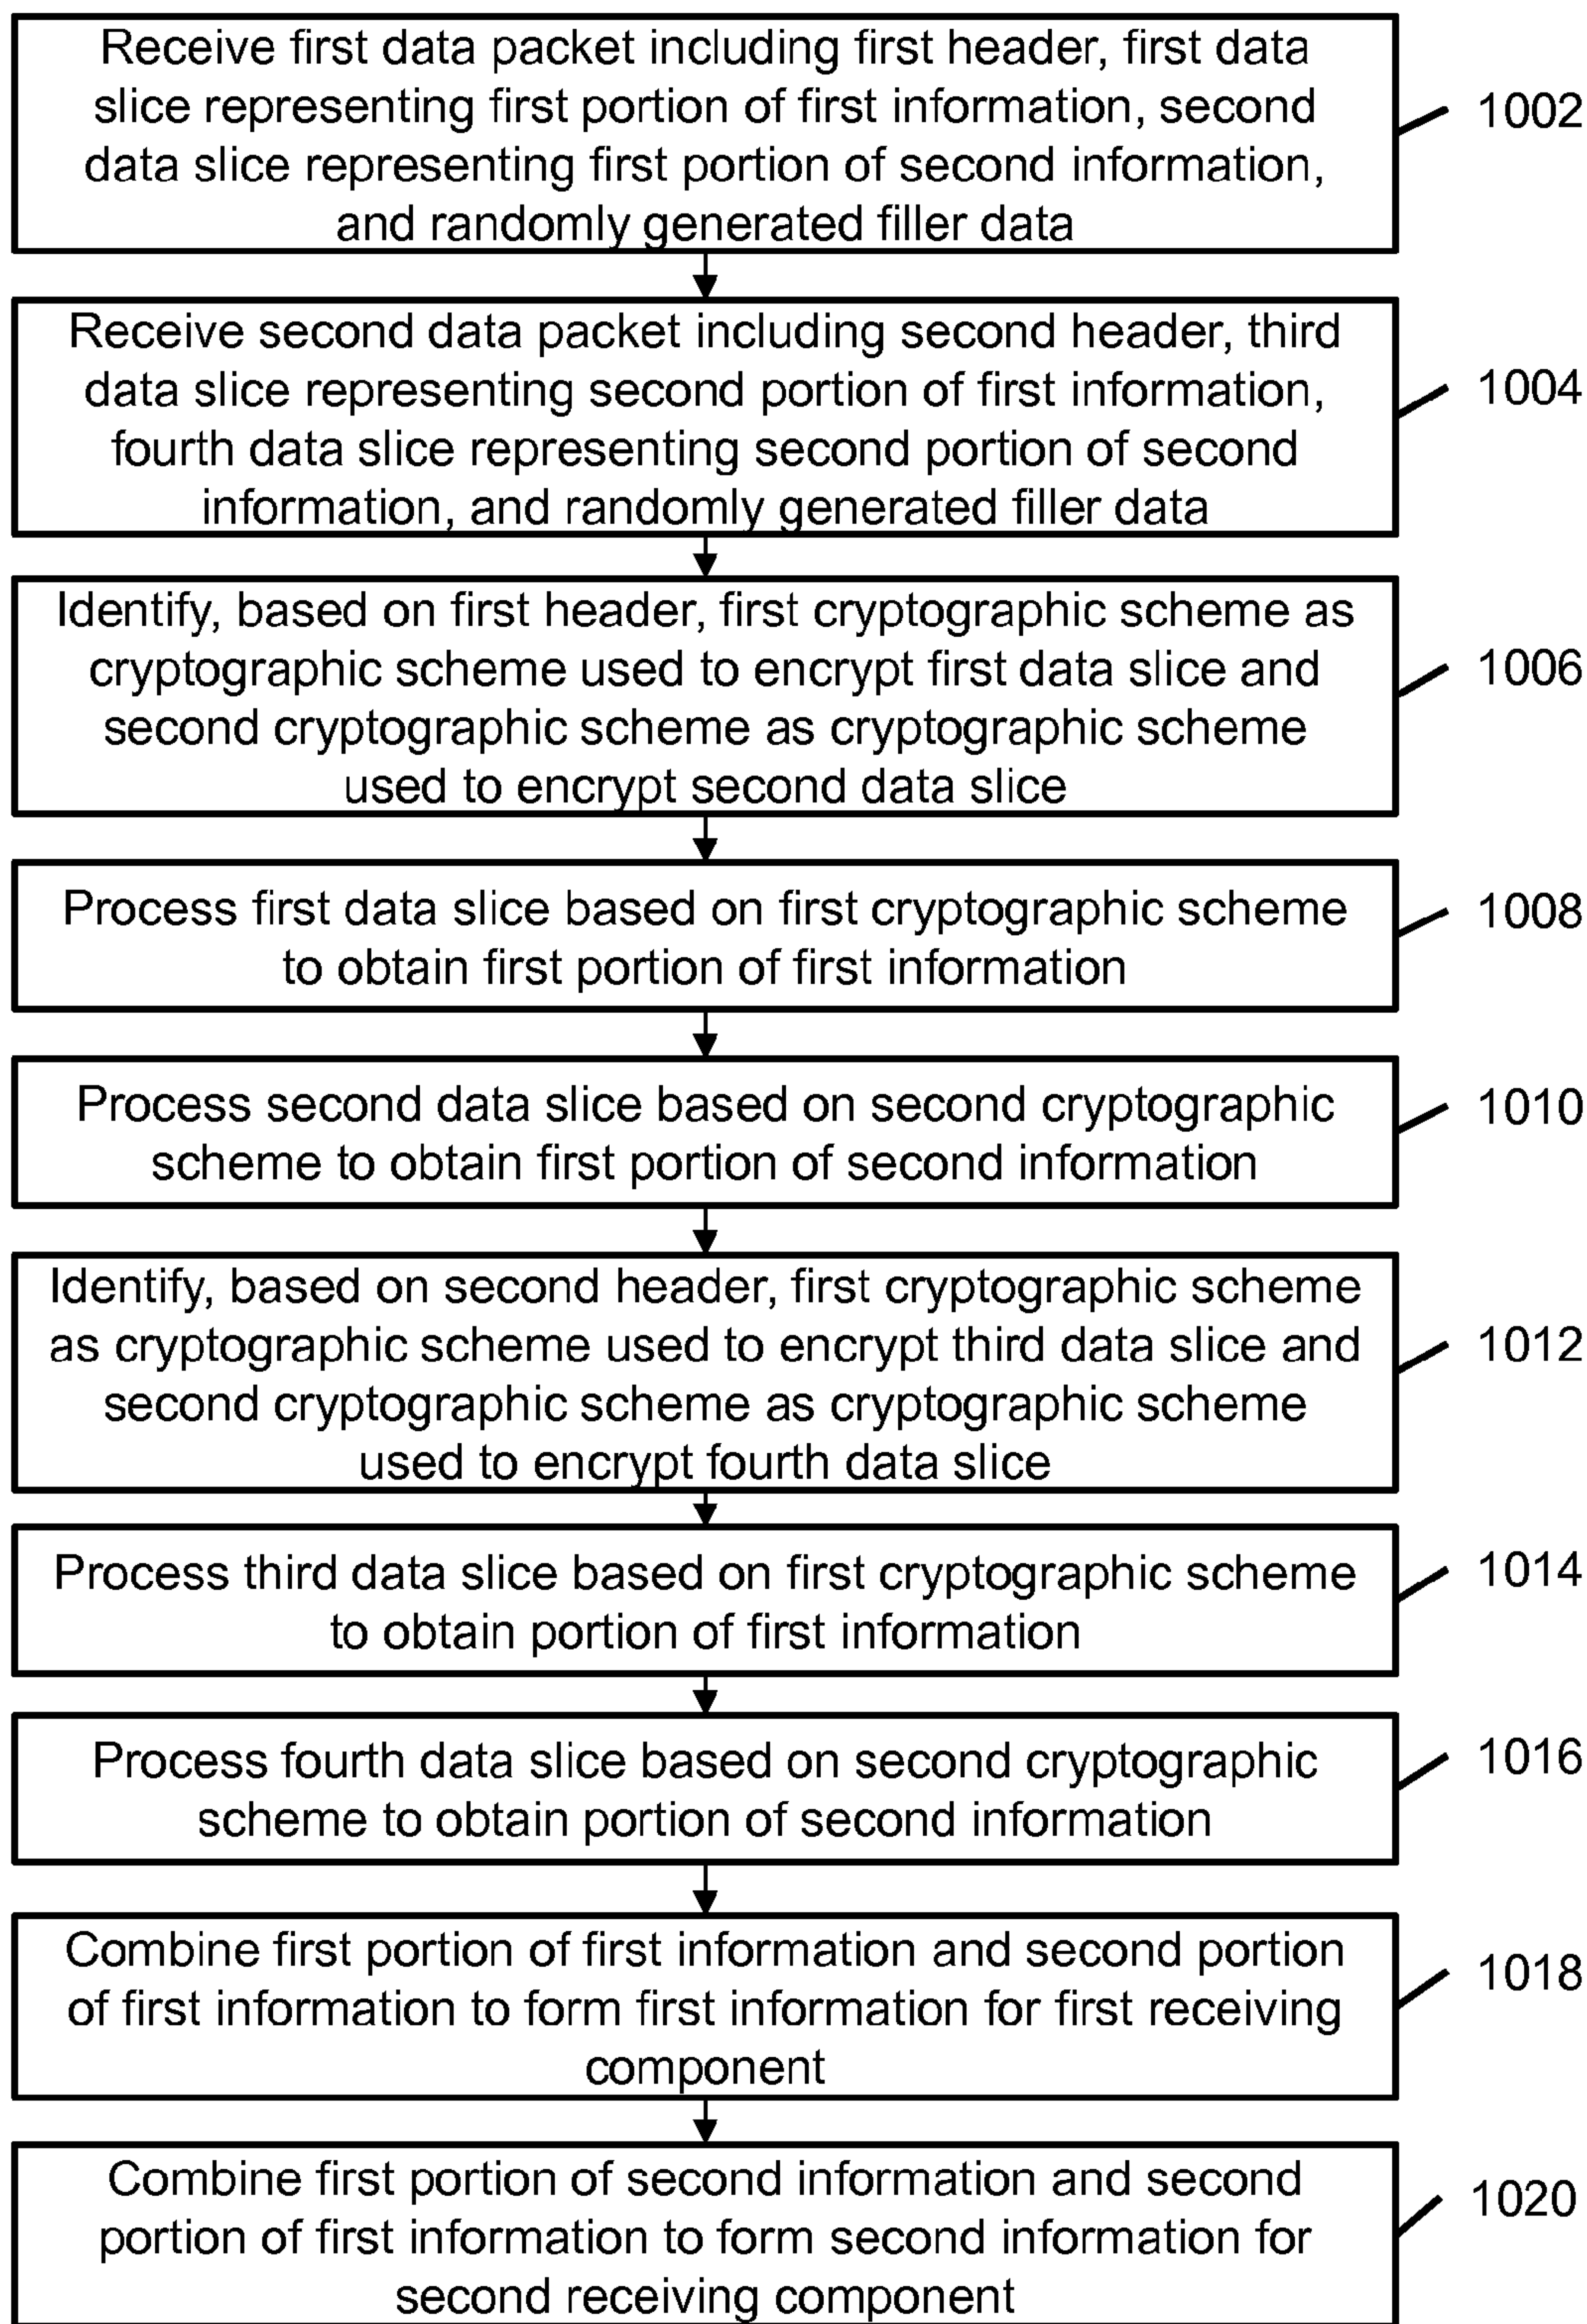 Receive first data packet including first header, first data
slice representing first portion of first information, second
data slice representing first portion of second information,
and randomly generated filler data
1002
Receive second data packet including second header, third
data slice representing second portion of first information,
fourth data slice representing second portion of second
information, and randomly generated filler data
1004
Identify, based on first header, first cryptographic scheme as
cryptographic scheme used to encrypt first data slice and
second cryptographic scheme as cryptographic scheme
used to encrypt second data slice
1006
Process first data slice based on first cryptographic scheme
to obtain first portion of first information
1008
Process second data slice based on second cryptographic
scheme to obtain first portion of second information
1010
Identify, based on second header, first cryptographic scheme
as cryptographic scheme used to encrypt third data slice and
second cryptographic scheme as cryptographic scheme
used to encrypt fourth data slice
1012
Process third data slice based on first cryptographic scheme
to obtain portion of first information
1014
Process fourth data slice based on second cryptographic
scheme to obtain portion of second information
1016
Combine first portion of first information and second portion
of first information to form first information for first receiving
component
1018
Combine first portion of second information and second
portion of first information to form second information for
second receiving component
1020